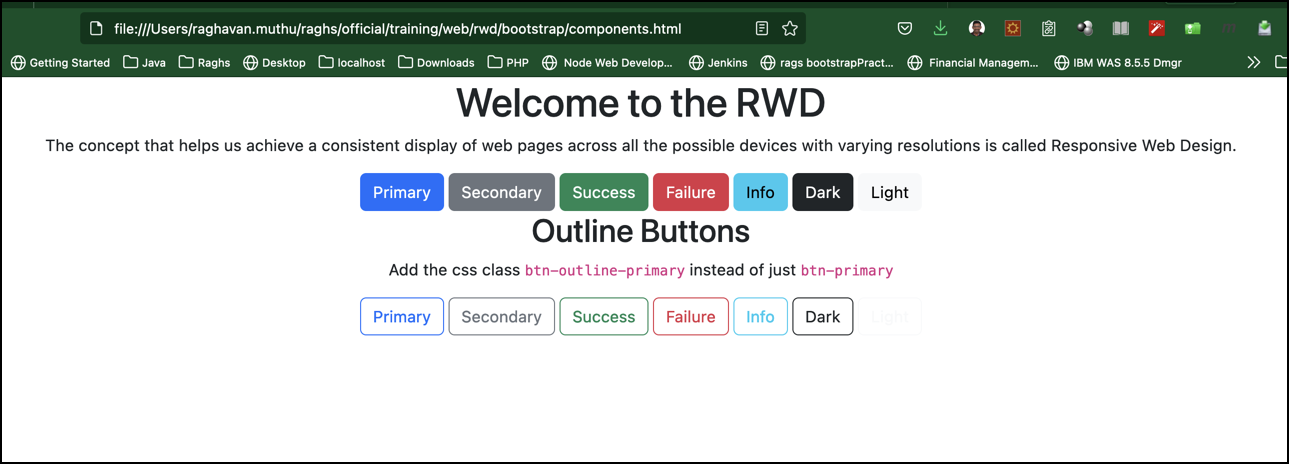 file:///Users/raghavan.muthu/raghs/official/training/web/rwd/bootstrap/components.html
Getting Started Java Raghs Desktop localhost Downloads PHP Node Web Develop... Jenkins rags bootstrapPract... Financial Managem... IBM WAS 8.5.5 Dmgr
Welcome to the RWD
The concept that helps us achieve a consistent display of web pages across all the possible devices with varying resolutions is called Responsive Web Design.
Primary Secondary Success Failure Info Dark Light
Outline Buttons
Add the css class btn-outline-primary instead of just btn-primary
Primary Secondary Success Failure Info Dark Light